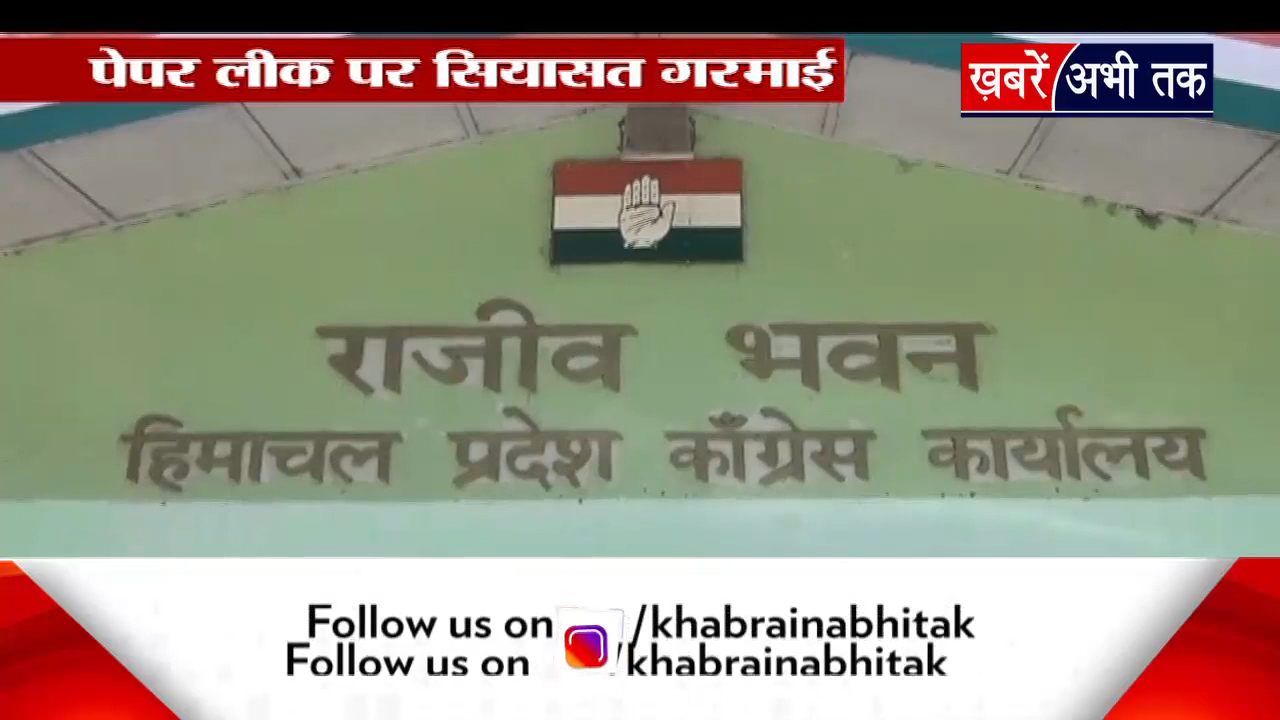 पेपर लीक पर सियासत गरमाई
ख़बरें अभी तक
राजीव भवन
हिमाचल प्रदेश काँग्रेस कार्यालय
Follow us on /khabrainabhitak
Follow us on /khabrainabhitak